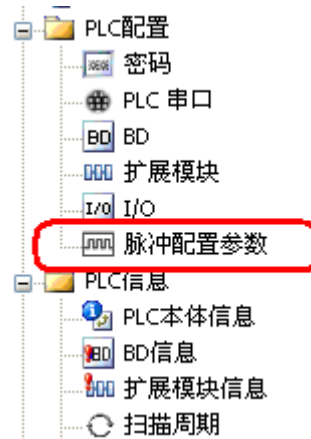 PLC配置
密码
PLC 串口
BD BD
扩展模块
I/O I/O
脉冲配置参数
PLC信息
PLC本体信息
BD BD信息
扩展模块信息
扫描周期